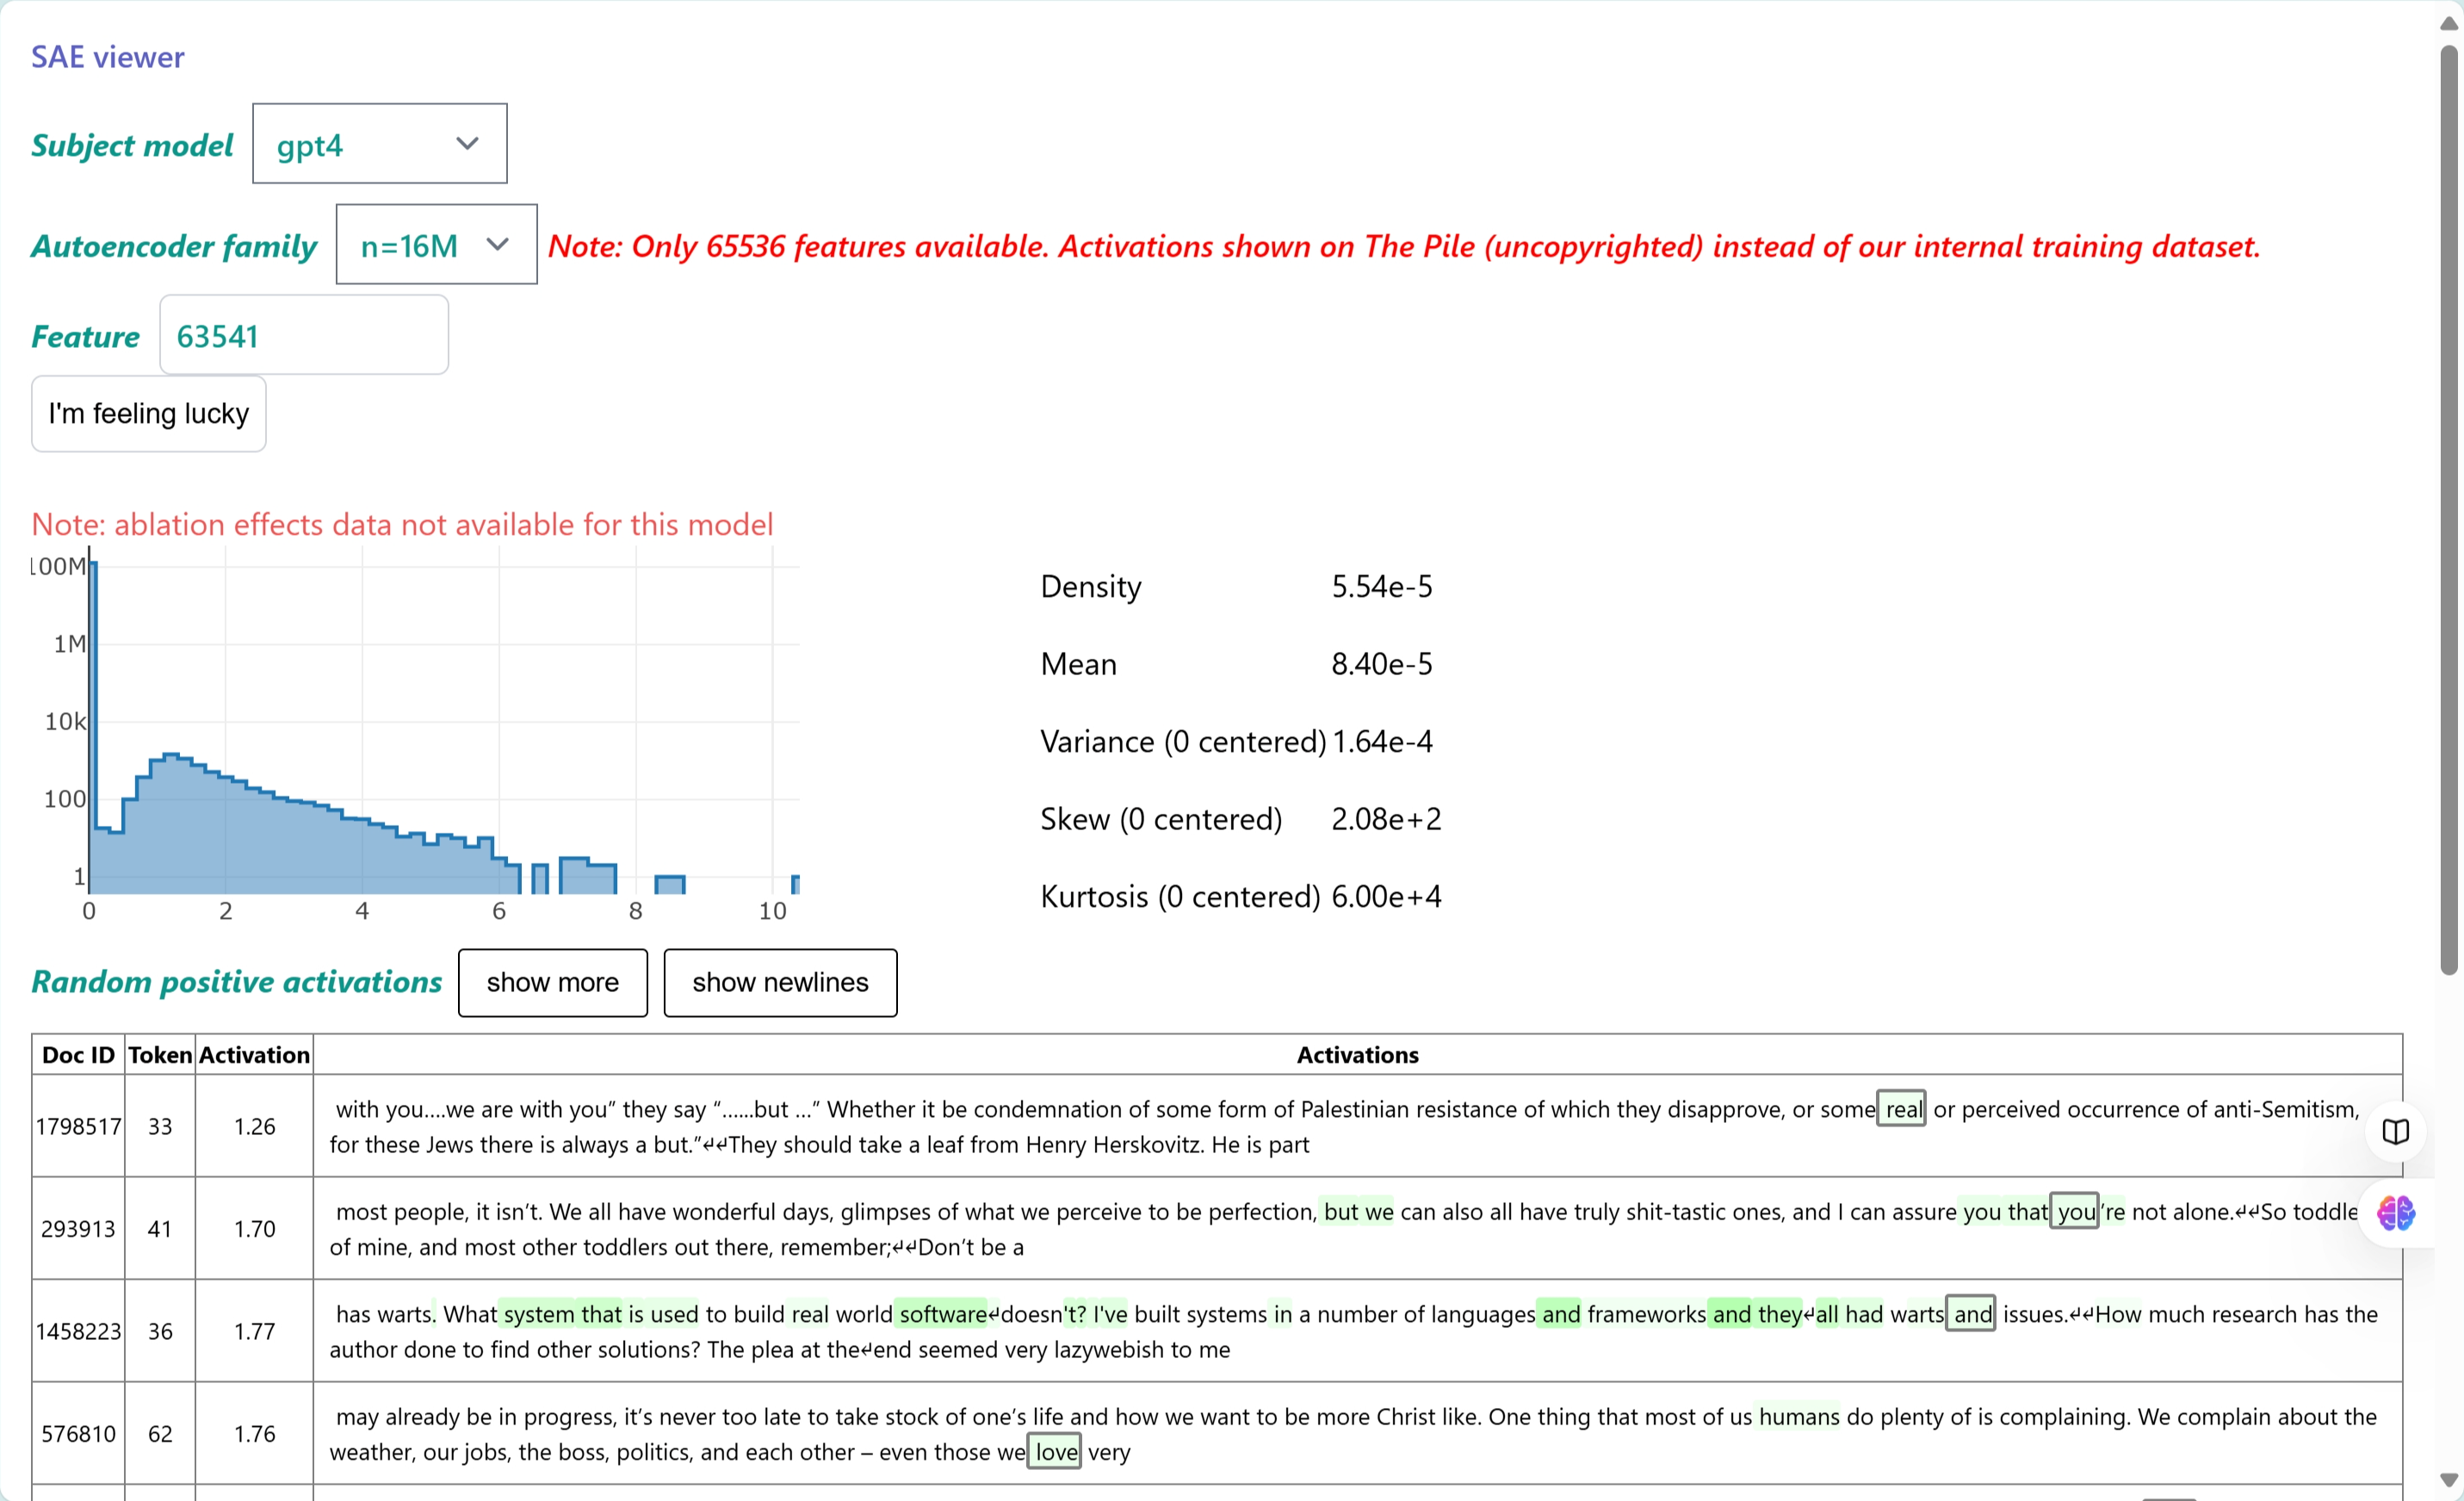 SAE viewer
Subject model gpt4
Autoencoder family n=16M Note: Only 65536 features available. Activations shown on The Pile (uncopyrighted) instead of our internal training dataset.
Feature 63541
I'm feeling lucky
Note: ablation effects data not available for this model
100M
1M
10k
100
1
0 2 4 6 8 10
Density 5.54e-5
Mean 8.40e-5
Variance (0 centered) 1.64e-4
Skew (0 centered) 2.08e+2
Kurtosis (0 centered) 6.00e+4
Random positive activations show more show newlines
Doc ID Token Activation Activations
1798517 33 1.26
with you....we are with you” they say “......but ...” Whether it be condemnation of some form of Palestinian resistance of which they disapprove, or some real or perceived occurrence of anti-Semitism,
for these Jews there is always a but.”↵↵They should take a leaf from Henry Herskovitz. He is part
293913 41 1.70
most people, it isn’t. We all have wonderful days, glimpses of what we perceive to be perfection, but we can also all have truly shit-tastic ones, and I can assure you that you’re not alone.↵↵So toddle
of mine, and most other toddlers out there, remember;↵↵Don’t be a
1458223 36 1.77
has warts. What system that is used to build real world software↵doesn't? I've built systems in a number of languages and frameworks and they↵all had warts and issues.↵↵How much research has the
author done to find other solutions? The plea at the↵end seemed very lazywebish to me
576810 62 1.76
may already be in progress, it’s never too late to take stock of one’s life and how we want to be more Christ like. One thing that most of us humans do plenty of is complaining. We complain about the
weather, our jobs, the boss, politics, and each other – even those we love very